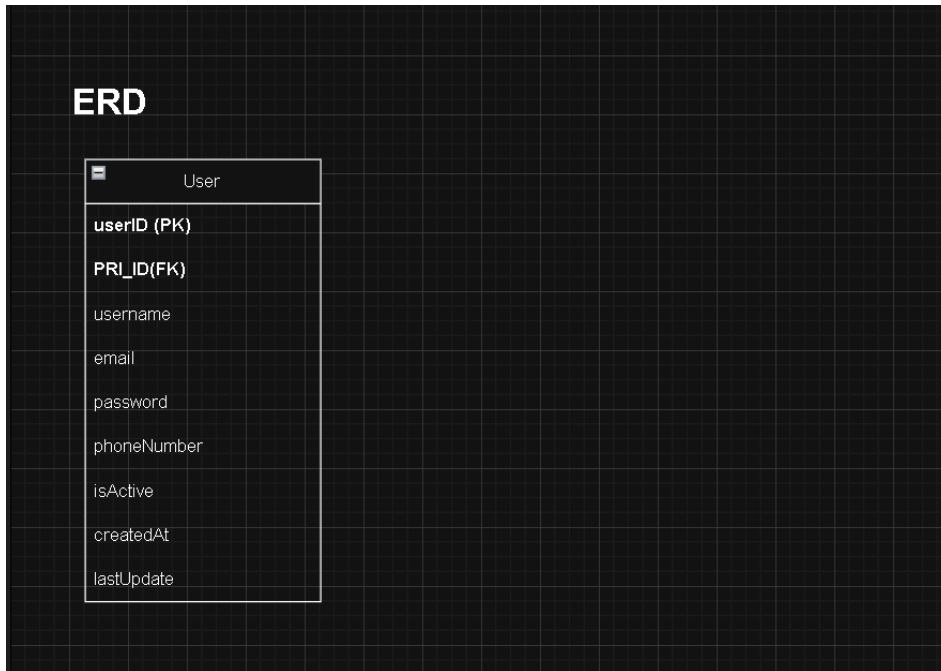 ERD
User
userID (PK)
PRI_ID(FK)
username
email
password
phoneNumber
isActive
createdAt
lastUpdate